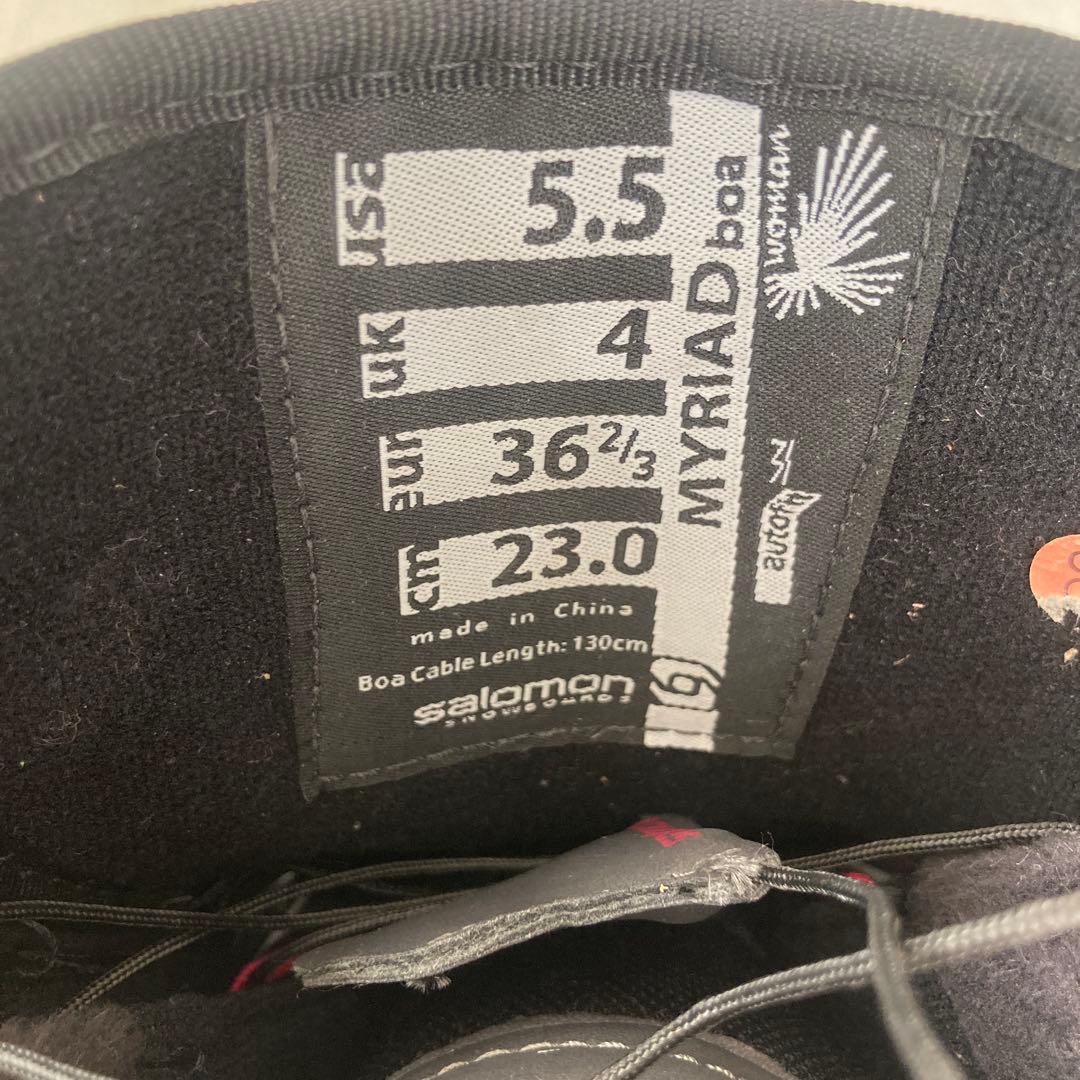 usa 5.5
uk 4
eur 36 2/3
cm 23.0
made in China
Boa Cable Length: 130cm
salomon
SNOWBOARDS
MYRIAD boa
woman
autofit